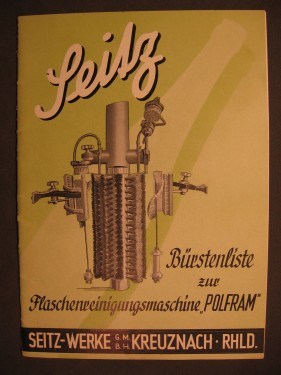 Seitz
Bürstenliste
zur
Flaschenreinigungsmaschine „POLFRAM"
SEITZ-WERKE G.M.B.H. KREUZNACH · RHLD.